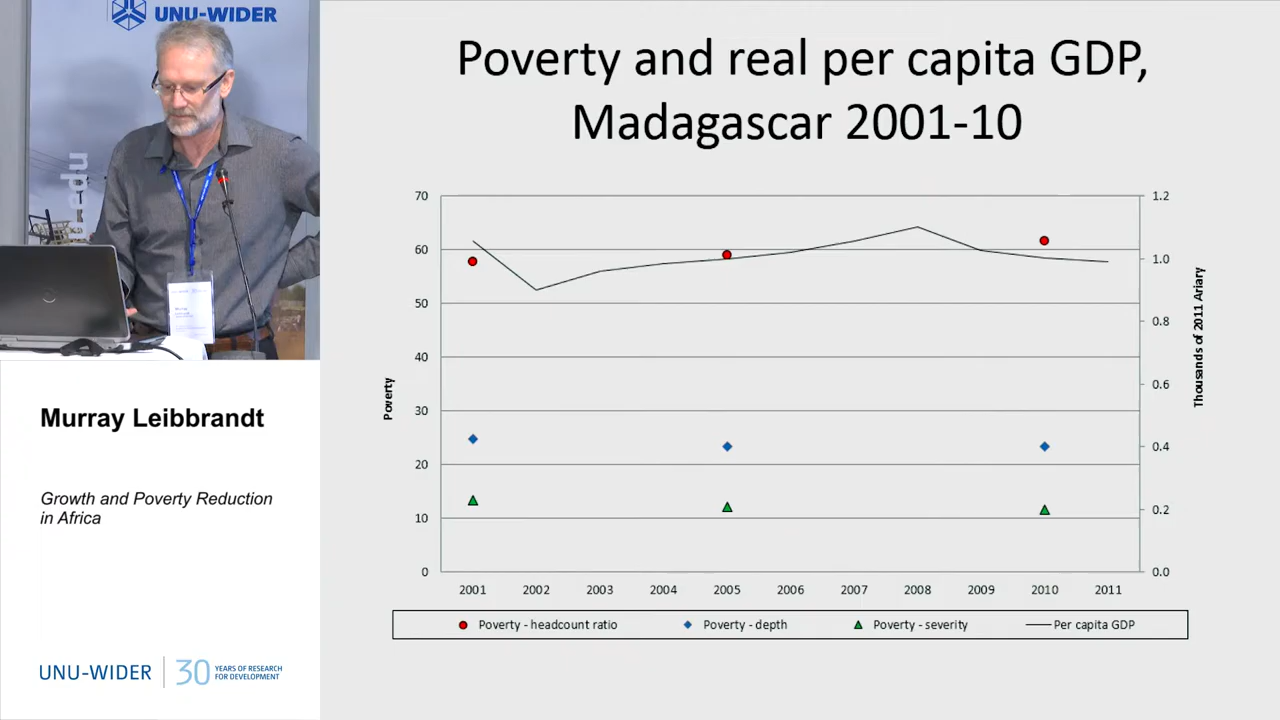 UNU-WIDER
u.edu
Murray
Murray Leibbrandt
Growth and Poverty Reduction
in Africa
UNU-WIDER
30
YEARS OF RESEARCH
FOR DEVELOPMENT
Poverty and real per capita GDP,
Madagascar 2001-10
70
60
50
40
30
20
10
0
Poverty
1.2
1.0
0.8
0.6
0.4
0.2
0.0
Thousands of 2011 Ariary
2001 2002 2003 2004 2005 2006 2007 2008 2009 2010 2011
Poverty - headcount ratio Poverty - depth Poverty - severity Per capita GDP